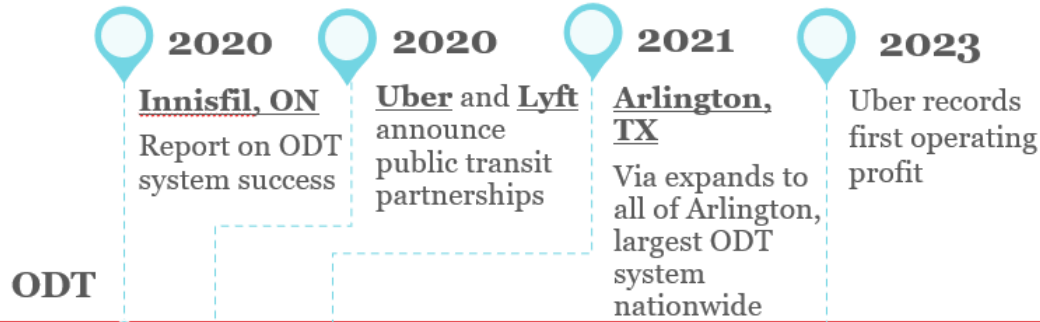 2020
Innisfil, ON
Report on ODT
system success
2020
Uber and Lyft
announce
public transit
partnerships
2021
Arlington,
TX
Via expands to
all of Arlington,
largest ODT
system
nationwide
2023
Uber records
first operating
profit
ODT